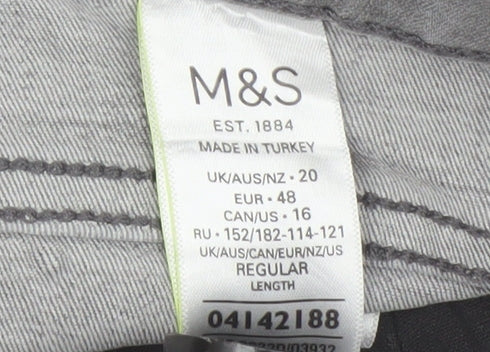 M&S
EST. 1884
MADE IN TURKEY
UK/AUS/NZ • 20
EUR • 48
CAN/US • 16
RU • 152/182-114-121
UK/AUS/CAN/EUR/NZ/US
REGULAR
LENGTH
04142188